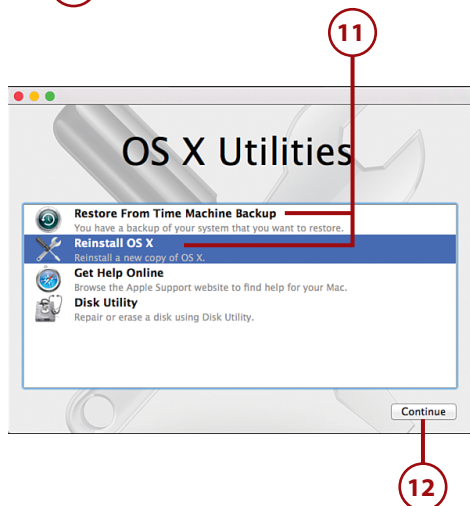 11
OS X Utilities
Restore From Time Machine Backup
You have a backup of your system that you want to restore.
Reinstall OS X
Reinstall a new copy of OS X.
Get Help Online
Browse the Apple Support website to find help for your Mac.
Disk Utility
Repair or erase a disk using Disk Utility.
Continue
12